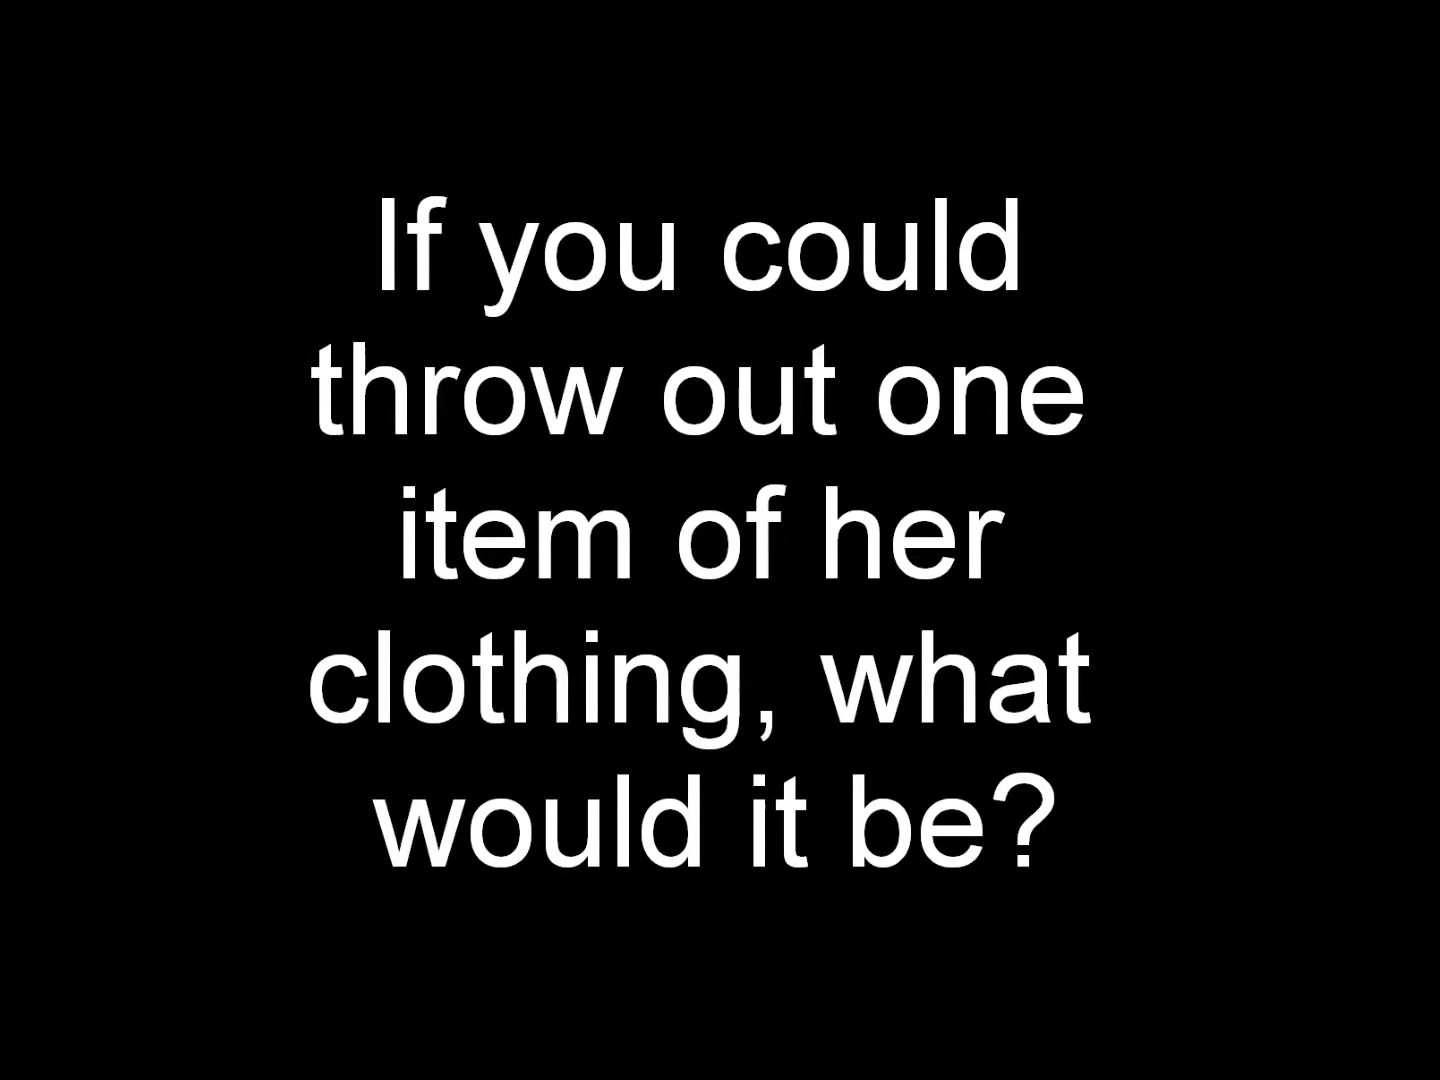 If you could
throw out one
item of her
clothing, what
would it be?